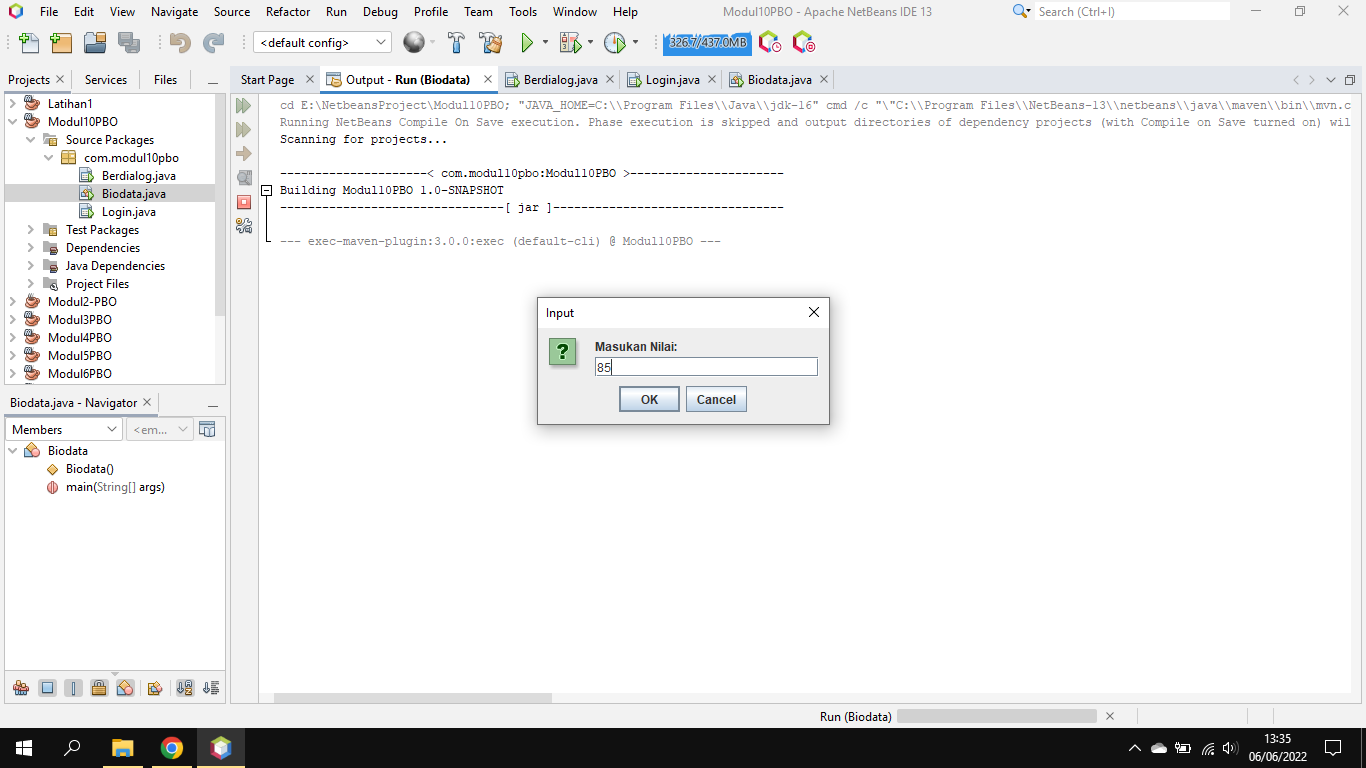 File Edit View Navigate Source Refactor Run Debug Profile Team Tools Window Help
Modul10PBO - Apache NetBeans IDE 13
Search (Ctrl+I)
<default config>
326.7/437.0MB
Projects Services Files
Start Page Output - Run (Biodata) Berdialog.java Login.java Biodata.java
Latihan1
Modul10PBO
Source Packages
com.modul10pbo
Berdialog.java
Biodata.java
Login.java
Test Packages
Dependencies
Java Dependencies
Project Files
Modul2-PBO
Modul3PBO
Modul4PBO
Modul5PBO
Modul6PBO
cd E:\NetbeansProject\Modul10PBO; "JAVA_HOME=C:\\Program Files\\Java\\jdk-16" cmd /c "\"C:\\Program Files\\NetBeans-13\\netbeans\\java\\maven\\bin\\mvn.c
Running NetBeans Compile On Save execution. Phase execution is skipped and output directories of dependency projects (with Compile on Save turned on) wil
Scanning for projects...
---------------------< com.modul10pbo:Modul10PBO >----------------------
Building Modul10PBO 1.0-SNAPSHOT
--------------------------------[ jar ]---------------------------------
--- exec-maven-plugin:3.0.0:exec (default-cli) @ Modul10PBO ---
Input
Masukan Nilai:
85
OK Cancel
Biodata.java - Navigator
Members <em...
Biodata
Biodata()
main(String[] args)
Run (Biodata)
13:35
06/06/2022